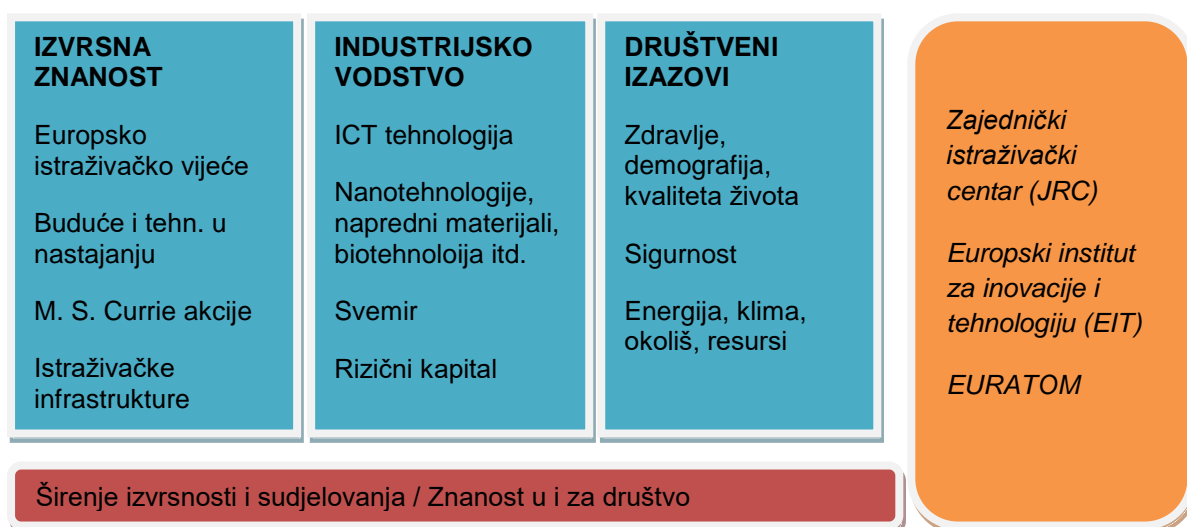 IZVRSNA
ZNANOST
Europsko
istraživačko vijeće
Buduće i tehn. u
nastajanju
M. S. Currie akcije
Istraživačke
infrastrukture
INDUSTRIJSKO
VODSTVO
ICT tehnologija
Nanotehnologije,
napredni materijali,
biotehnoloija itd.
Svemir
Rizični kapital
DRUŠTVENI
IZAZOVI
Zdravlje,
demografija,
kvaliteta života
Sigurnost
Energija, klima,
okoliš, resursi
Zajednički
istraživački
centar (JRC)
Europski institut
za inovacije i
tehnologiju (EIT)
EURATOM
Širenje izvrsnosti i sudjelovanja / Znanost u i za društvo